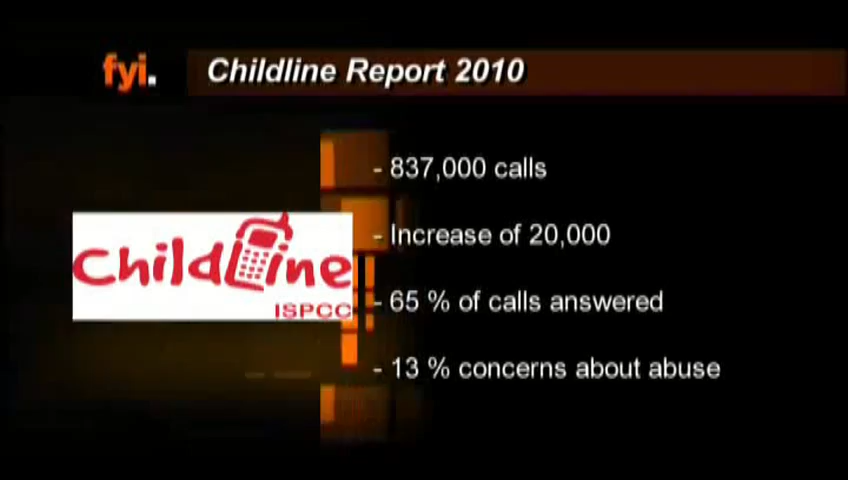 fyi.
Childline Report 2010
- 837,000 calls
- Increase of 20,000
ChildLine
ISPCC
- 65 % of calls answered
- 13 % concerns about abuse